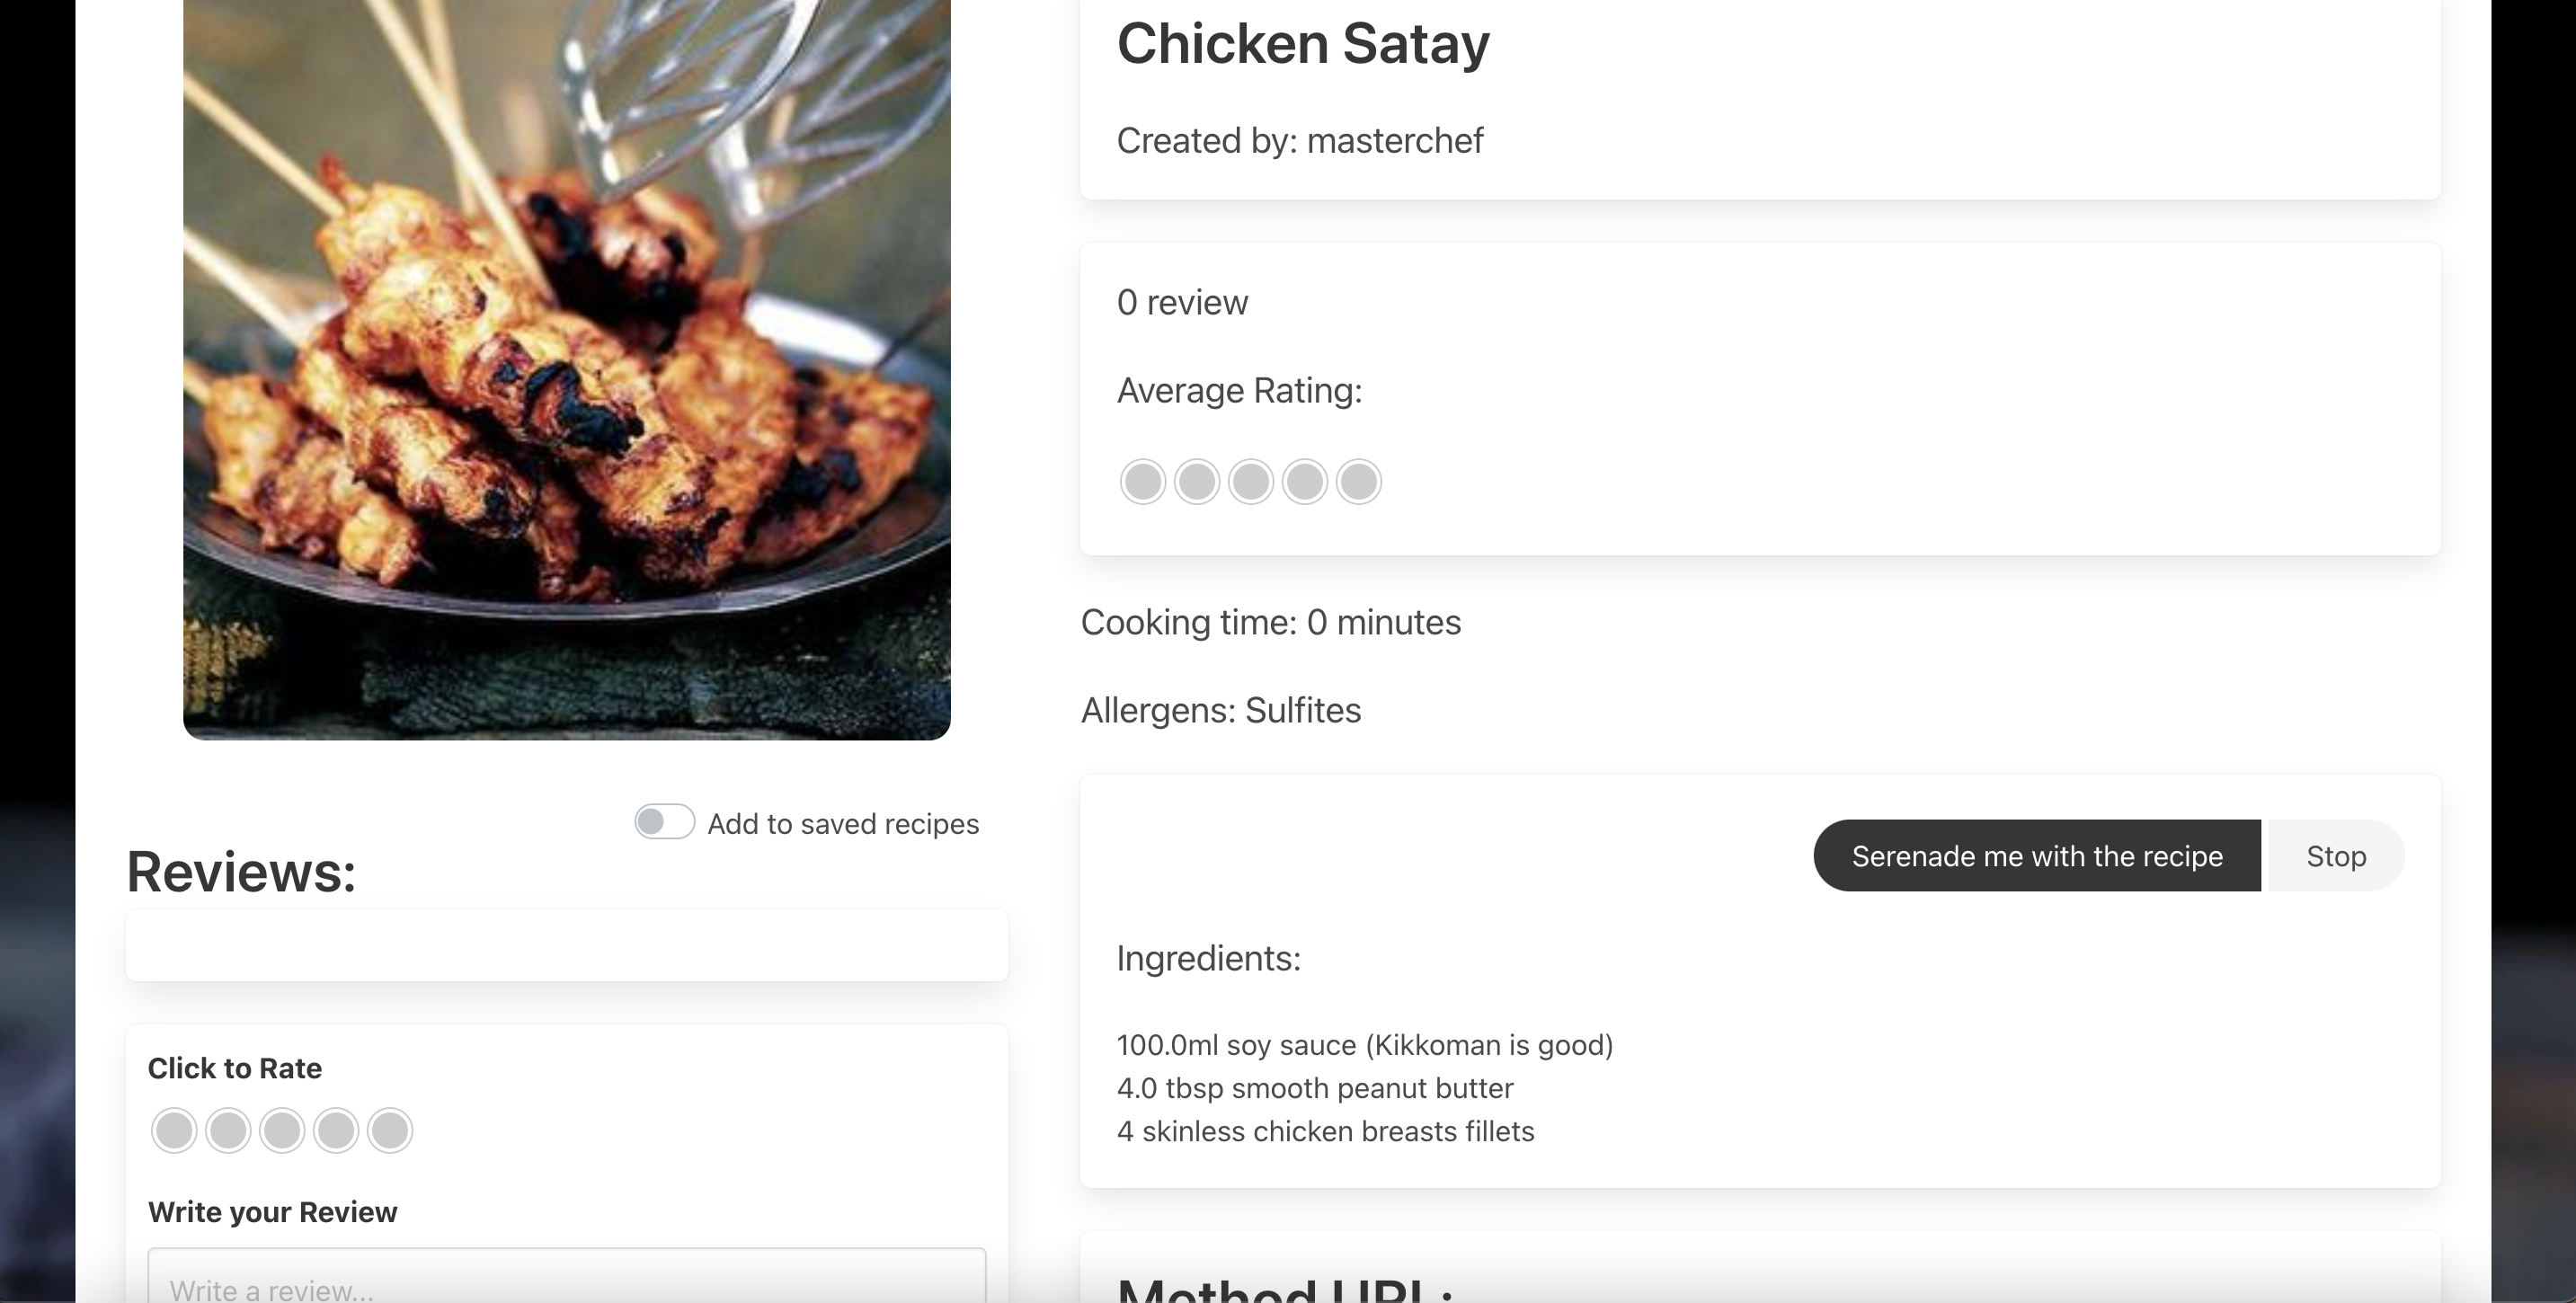 Chicken Satay
Created by: masterchef
0 review
Average Rating:
Cooking time: 0 minutes
Allergens: Sulfites
Serenade me with the recipe
Stop
Ingredients:
100.0ml soy sauce (Kikkoman is good)
4.0 tbsp smooth peanut butter
4 skinless chicken breasts fillets
Method URL:
Add to saved recipes
Reviews:
Click to Rate
Write your Review
Write a review...